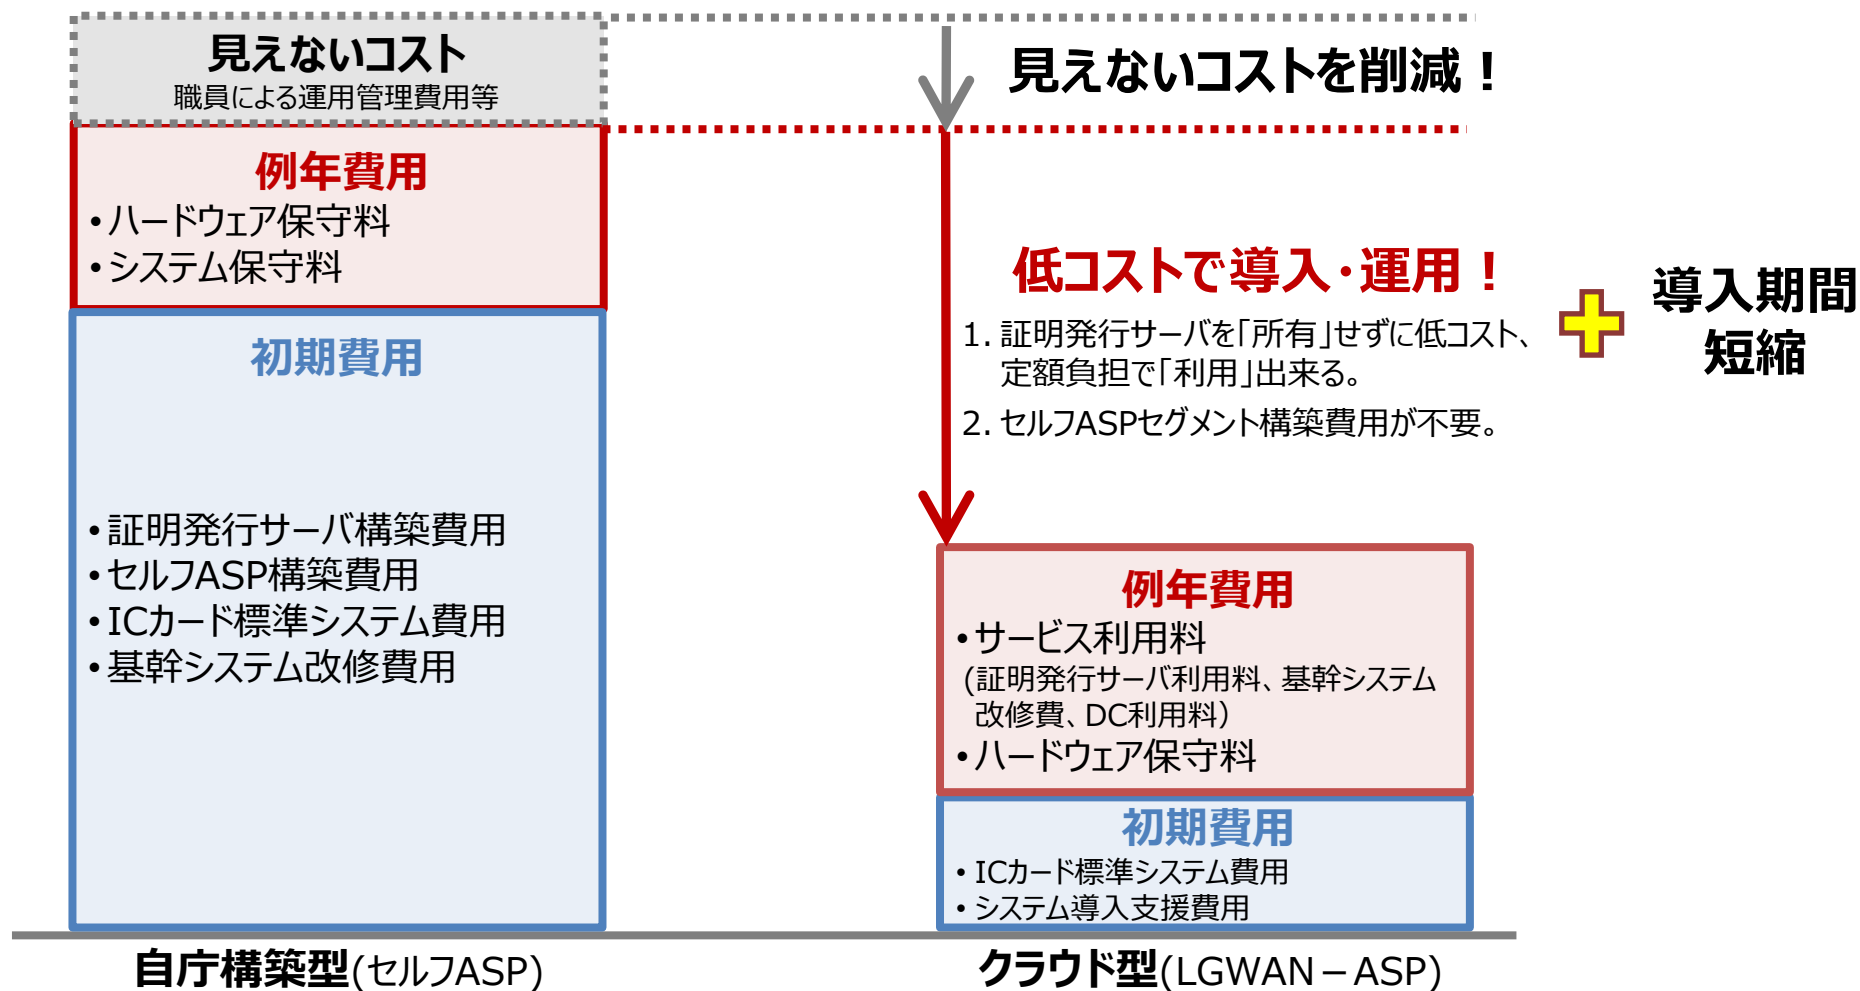 見えないコスト
職員による運用管理費用等
例年費用
•ハードウェア保守料
•システム保守料
初期費用
•証明発行サーバ構築費用
•セルフASP構築費用
•ICカード標準システム費用
•基幹システム改修費用
自庁構築型(セルフASP)
見えないコストを削減！
低コストで導入・運用！
1. 証明発行サーバを「所有」せずに低コスト、
定額負担で「利用」出来る。
2. セルフASPセグメント構築費用が不要。
導入期間
短縮
例年費用
•サービス利用料
(証明発行サーバ利用料、基幹システム
改修費、DC利用料）
•ハードウェア保守料
初期費用
• ICカード標準システム費用
• システム導入支援費用
クラウド型(LGWAN－ASP)